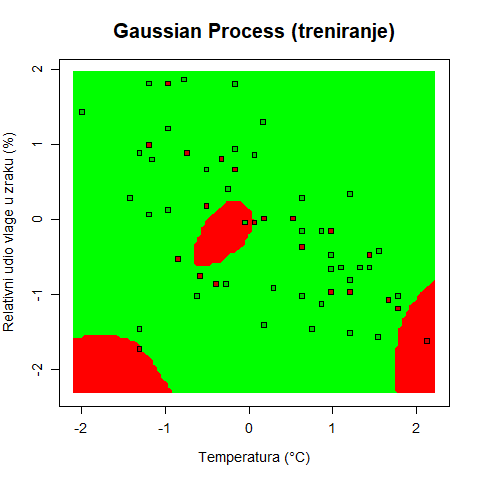 Gaussian Process (treniranje)
Relativni udio vlage u zraku (%)
2
1
0
-1
-2
-2 -1 0 1 2
Temperatura (°C)